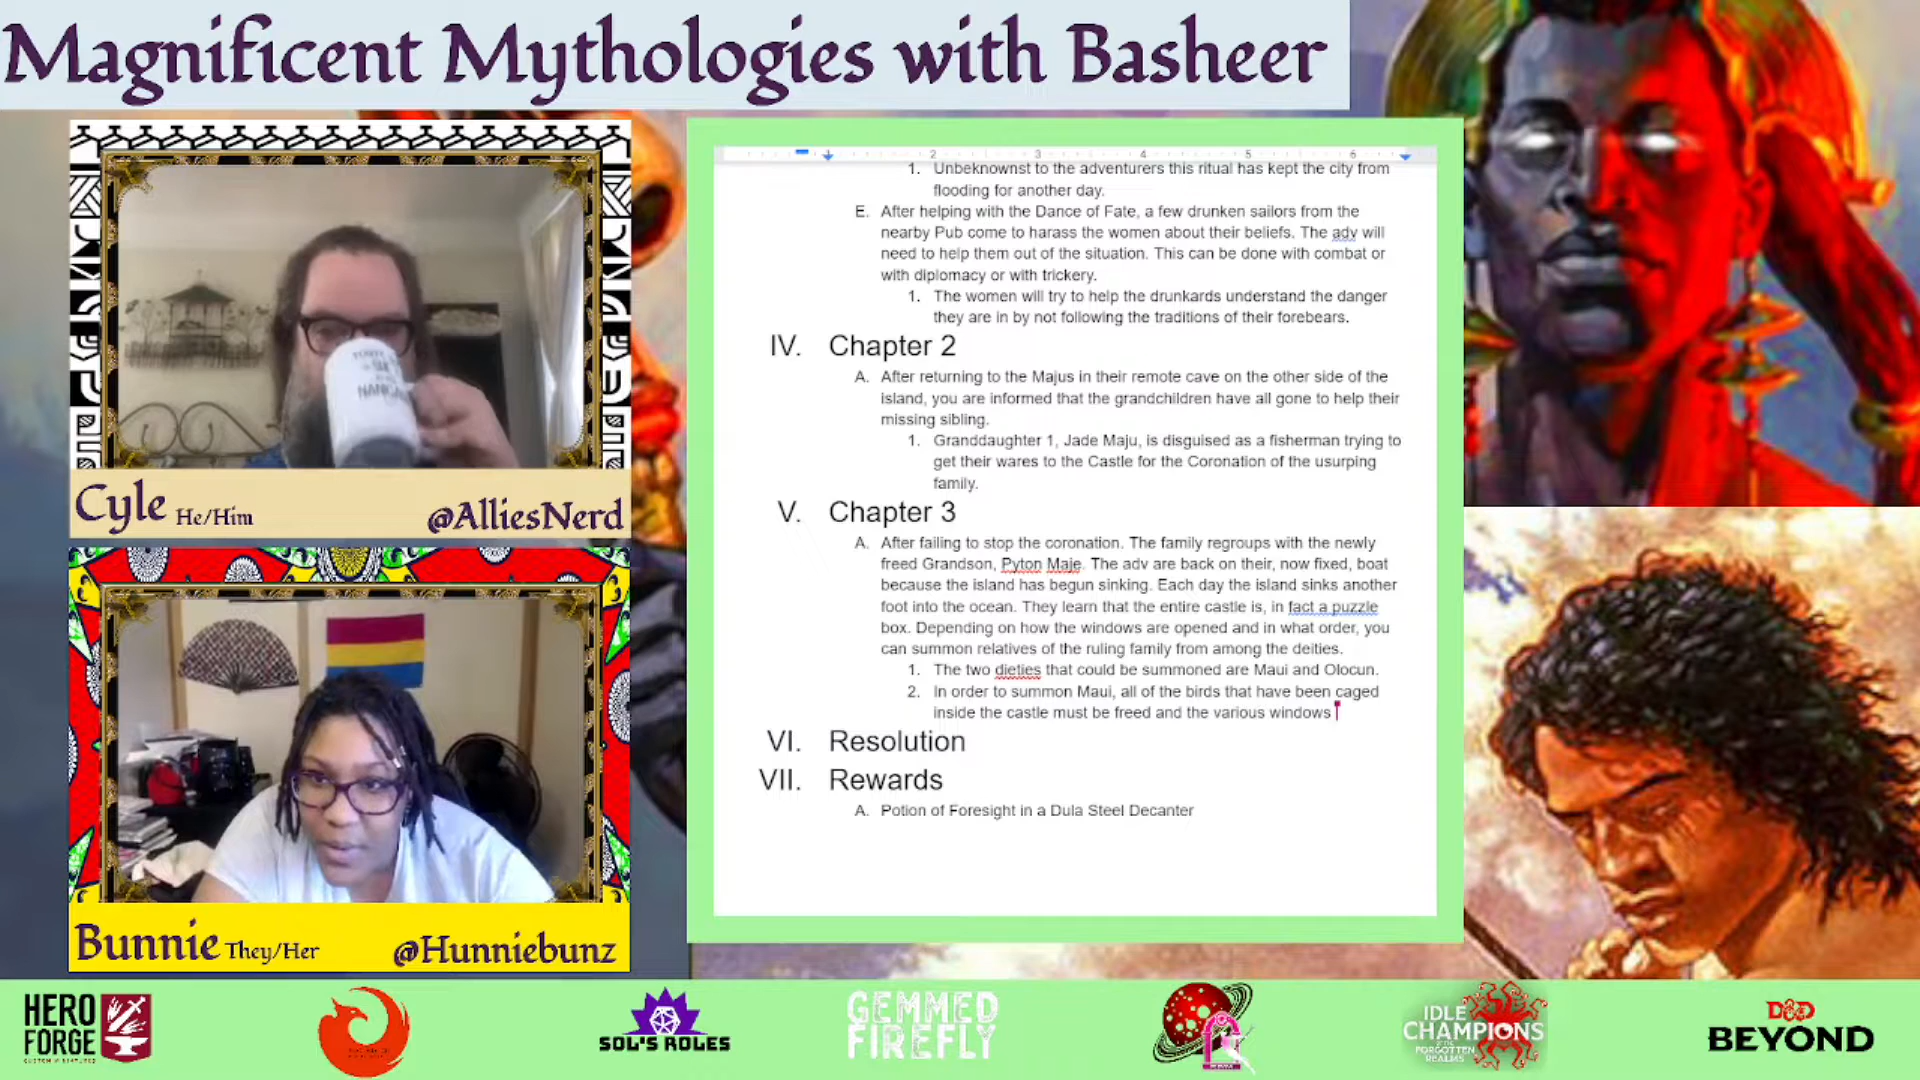 Magnificent Mythologies with Basheer
Cyle He/Him @AlliesNerd
Bunnie They/Her @Hunniebunz
1. Unbeknownst to the adventurers this ritual has kept the city from
flooding for another day.
E. After helping with the Dance of Fate, a few drunken sailors from the
nearby Pub come to harass the women about their beliefs. The adv will
need to help them out of the situation. This can be done with combat or
with diplomacy or with trickery.
1. The women will try to help the drunkards understand the danger
they are in by not following the traditions of their forebears.
IV. Chapter 2
A. After returning to the Majus in their remote cave on the other side of the
island, you are informed that the grandchildren have all gone to help their
missing sibling.
1. Granddaughter 1, Jade Maju, is disguised as a fisherman trying to
get their wares to the Castle for the Coronation of the usurping
family.
V. Chapter 3
A. After failing to stop the coronation. The family regroups with the newly
freed Grandson, Pyton Maje. The adv are back on their, now fixed, boat
because the island has begun sinking. Each day the island sinks another
foot into the ocean. They learn that the entire castle is, in fact a puzzle
box. Depending on how the windows are opened and in what order, you
can summon relatives of the ruling family from among the deities.
1. The two dieties that could be summoned are Maui and Olocun.
2. In order to summon Maui, all of the birds that have been caged
inside the castle must be freed and the various windows
VI. Resolution
VII. Rewards
A. Potion of Foresight in a Dula Steel Decanter
2 3 4 5 6
HERO
FORGE
SOL'S ROLES
GEMMED
FIREFLY
IDLE
CHAMPIONS
FORGOTTEN
REALMS
D&D
BEYOND